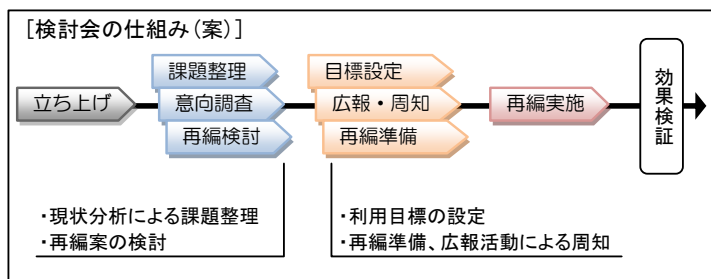 ［検討会の仕組み（案）］
課題整理
目標設定
立ち上げ
意向調査
広報・周知
再編実施
効果検証
再編検討
再編準備
・現状分析による課題整理
・再編案の検討
・利用目標の設定
・再編準備、広報活動による周知